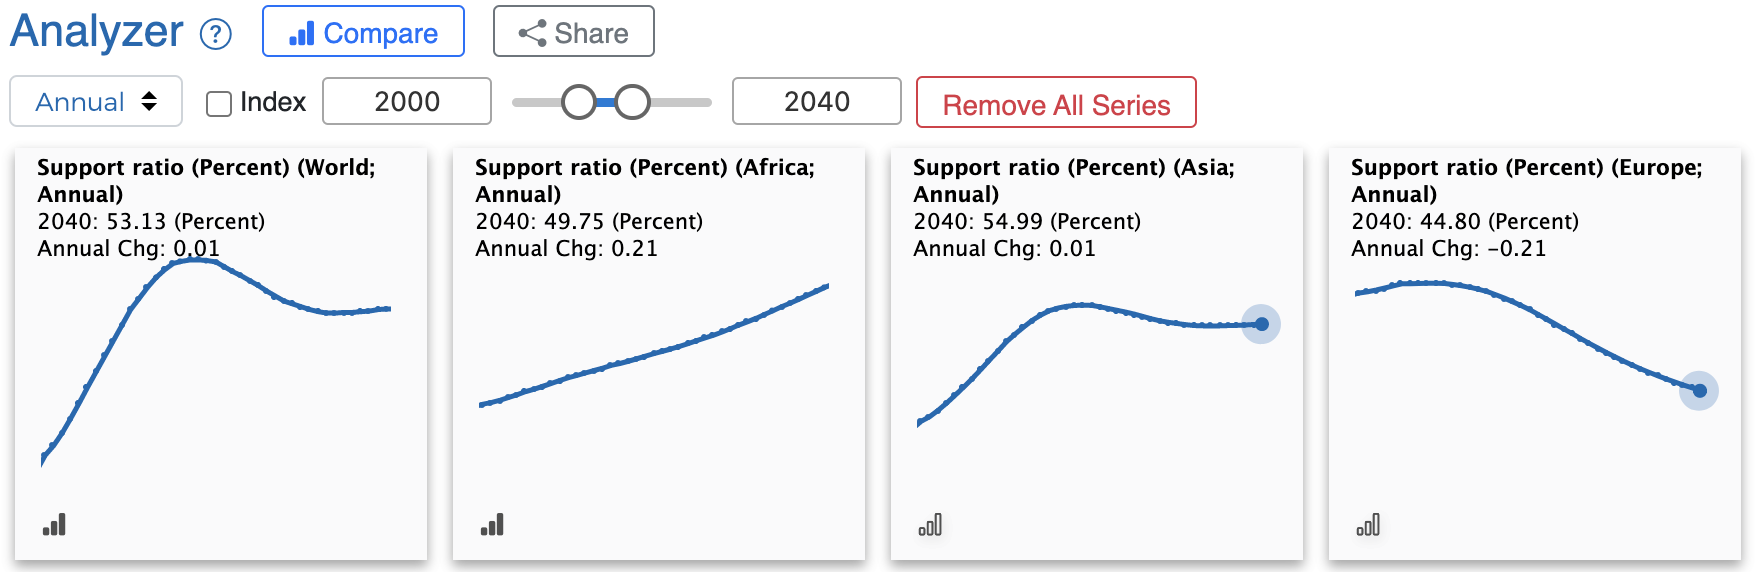 Analyzer ? Compare Share
Annual Index 2000 2040 Remove All Series
Support ratio (Percent) (World;
Annual)
2040: 53.13 (Percent)
Annual Chg: 0.01
Support ratio (Percent) (Africa;
Annual)
2040: 49.75 (Percent)
Annual Chg: 0.21
Support ratio (Percent) (Asia;
Annual)
2040: 54.99 (Percent)
Annual Chg: 0.01
Support ratio (Percent) (Europe;
Annual)
2040: 44.80 (Percent)
Annual Chg: −0.21